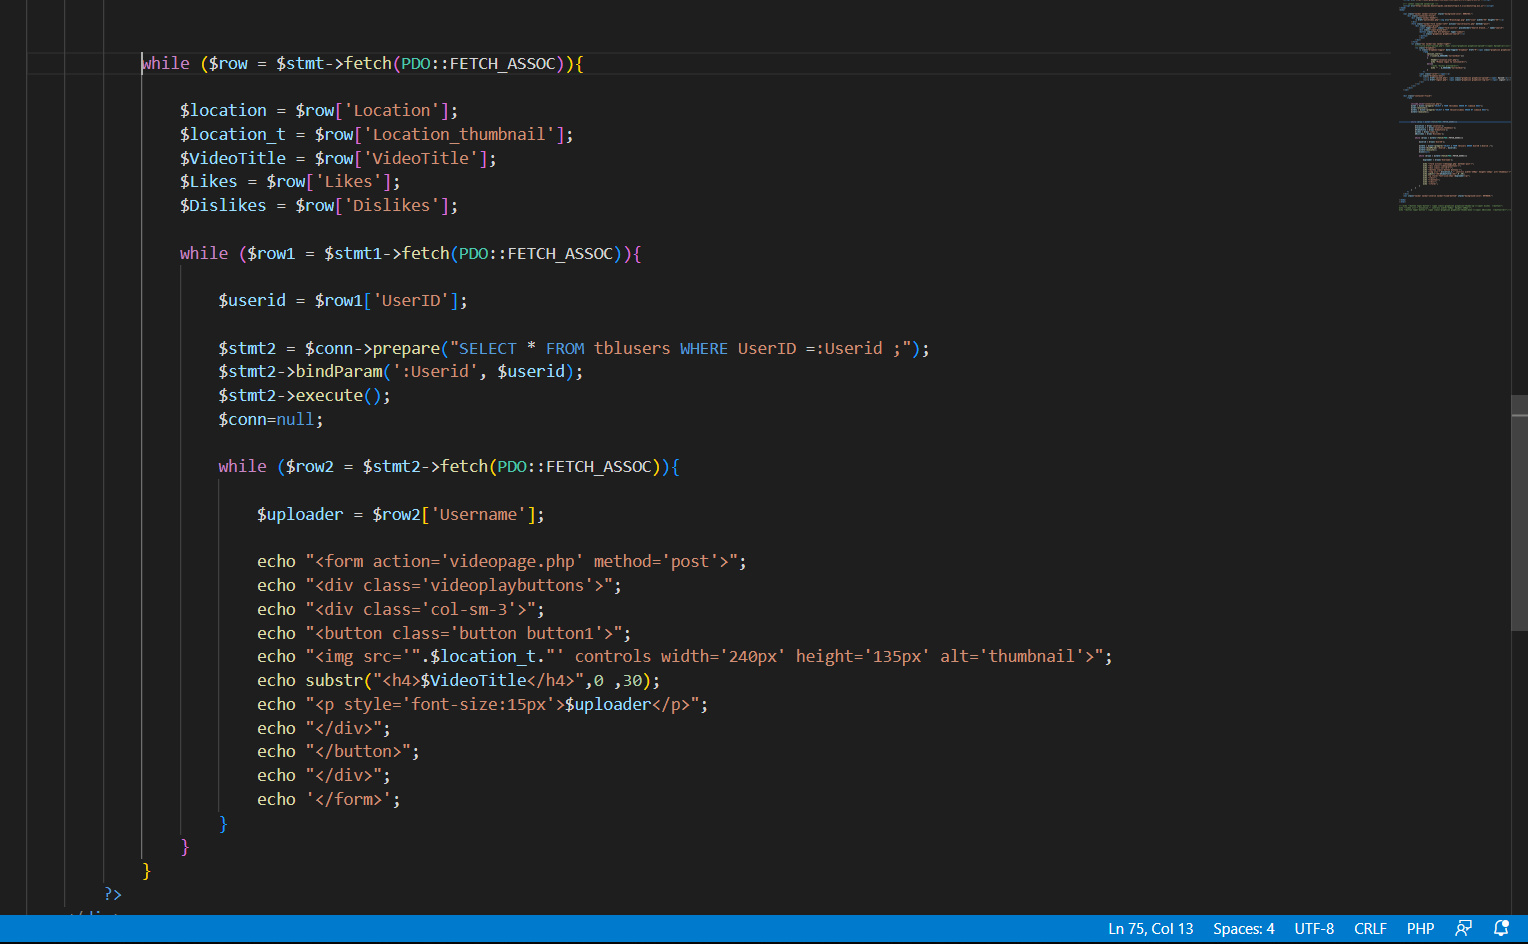 while ($row = $stmt->fetch(PDO::FETCH_ASSOC)){
$location = $row['Location'];
$location_t = $row['Location_thumbnail'];
$VideoTitle = $row['VideoTitle'];
$Likes = $row['Likes'];
$Dislikes = $row['Dislikes'];
while ($row1 = $stmt1->fetch(PDO::FETCH_ASSOC)){
$userid = $row1['UserID'];
$stmt2 = $conn->prepare("SELECT * FROM tblusers WHERE UserID =:Userid ;");
$stmt2->bindParam(':Userid', $userid);
$stmt2->execute();
$conn=null;
while ($row2 = $stmt2->fetch(PDO::FETCH_ASSOC)){
$uploader = $row2['Username'];
echo "<form action='videopage.php' method='post'>";
echo "<div class='videoplaybuttons'>";
echo "<div class='col-sm-3'>";
echo "<button class='button button1'>";
echo "<img src='".$location_t."' controls width='240px' height='135px' alt='thumbnail'>";
echo substr("<h4>$VideoTitle</h4>",0 ,30);
echo "<p style='font-size:15px'>$uploader</p>";
echo "</div>";
echo "</button>";
echo "</div>";
echo '</form>';
}
}
}
?>
Ln 75, Col 13 Spaces: 4 UTF-8 CRLF PHP